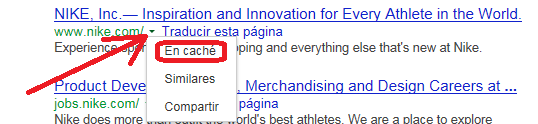 NIKE, Inc.— Inspiration and Innovation for Every Athlete in the World.
www.nike.com/ Traducir esta página
Experience spo pping and everything else that's new at Nike.
En caché
Similares
Compartir
Product Deve , Merchandising and Design Careers at ...
jobs.nike.com/ página
Nike does more than outfit the world's best athletes. We are a place to explore